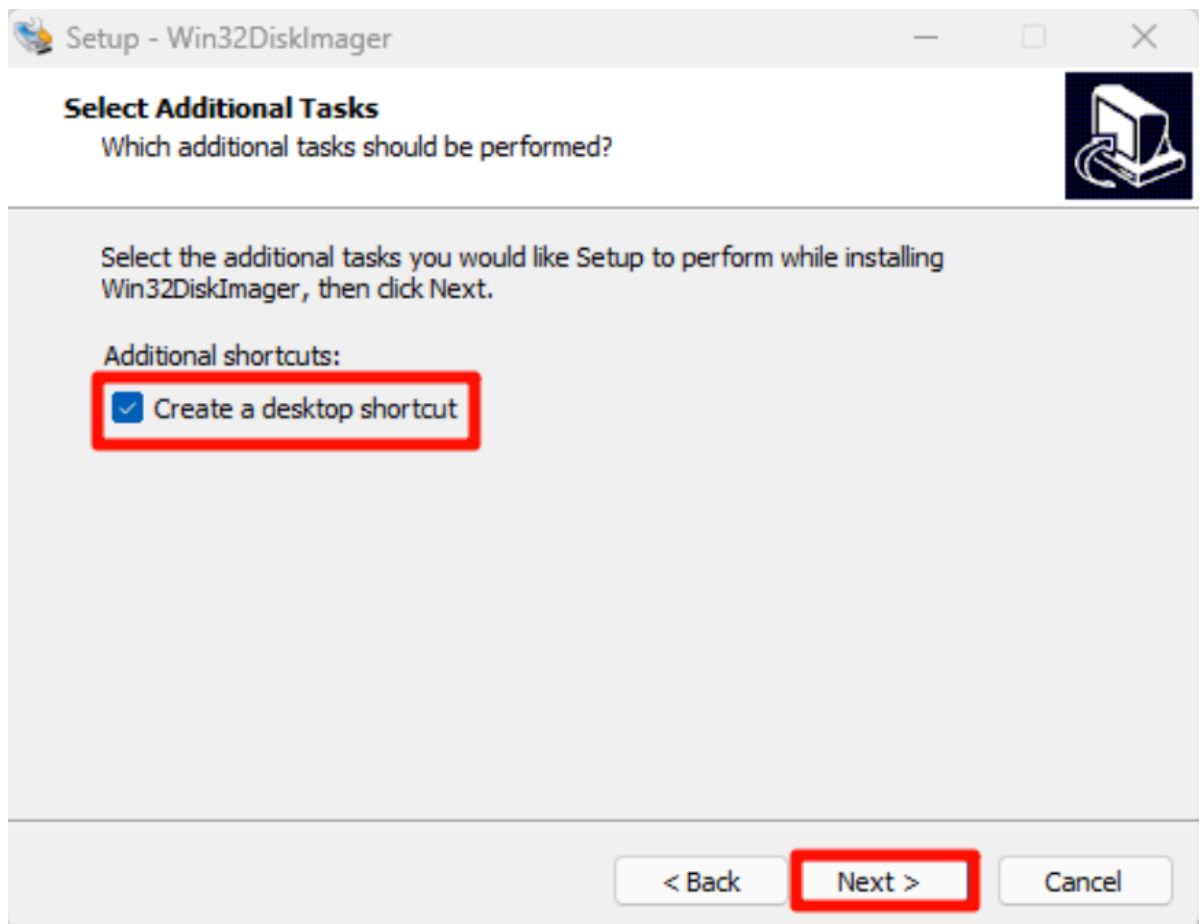 Setup - Win32DiskImager
Select Additional Tasks
Which additional tasks should be performed?
Select the additional tasks you would like Setup to perform while installing
Win32DiskImager, then click Next.
Additional shortcuts:
Create a desktop shortcut
< Back
Next >
Cancel